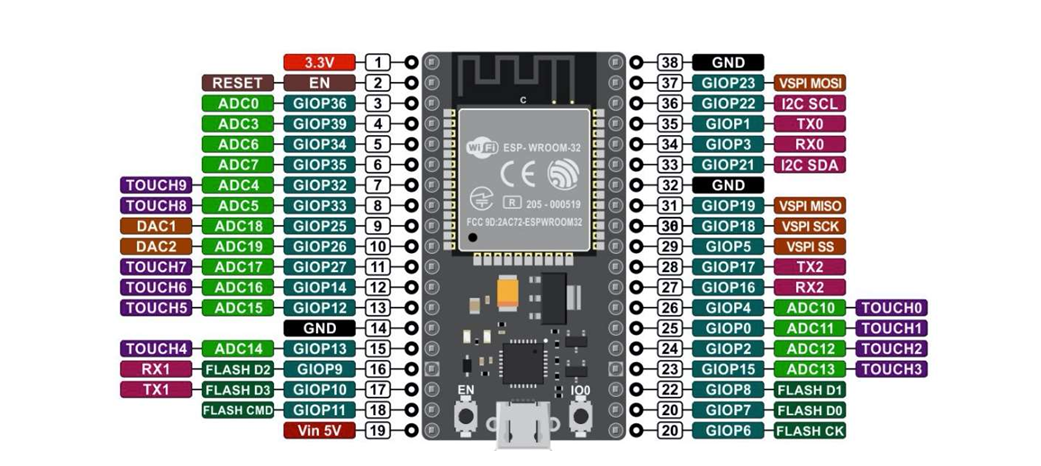 3.3V 1 38 GND
RESET EN 2 37 GIOP23 VSPI MOSI
ADC0 GIOP36 3 36 GIOP22 I2C SCL
ADC3 GIOP39 4 35 GIOP1 TX0
ADC6 GIOP34 5 34 GIOP3 RX0
ADC7 GIOP35 6 33 GIOP21 I2C SDA
TOUCH9 ADC4 GIOP32 7 32 GND
TOUCH8 ADC5 GIOP33 8 31 GIOP19 VSPI MISO
DAC1 ADC18 GIOP25 9 30 GIOP18 VSPI SCK
DAC2 ADC19 GIOP26 10 29 GIOP5 VSPI SS
TOUCH7 ADC17 GIOP27 11 28 GIOP17 TX2
TOUCH6 ADC16 GIOP14 12 27 GIOP16 RX2
TOUCH5 ADC15 GIOP12 13 26 GIOP4 ADC10 TOUCH0
GND 14 25 GIOP0 ADC11 TOUCH1
TOUCH4 ADC14 GIOP13 15 24 GIOP2 ADC12 TOUCH2
RX1 FLASH D2 GIOP9 16 23 GIOP15 ADC13 TOUCH3
TX1 FLASH D3 GIOP10 17 22 GIOP8 FLASH D1
FLASH CMD GIOP11 18 20 GIOP7 FLASH D0
Vin 5V 19 20 GIOP6 FLASH CK
C
WiFi ESP-WROOM-32
CE
R 205-000519
FCC 9D:2AC72-ESPWROOM32
EN IO0